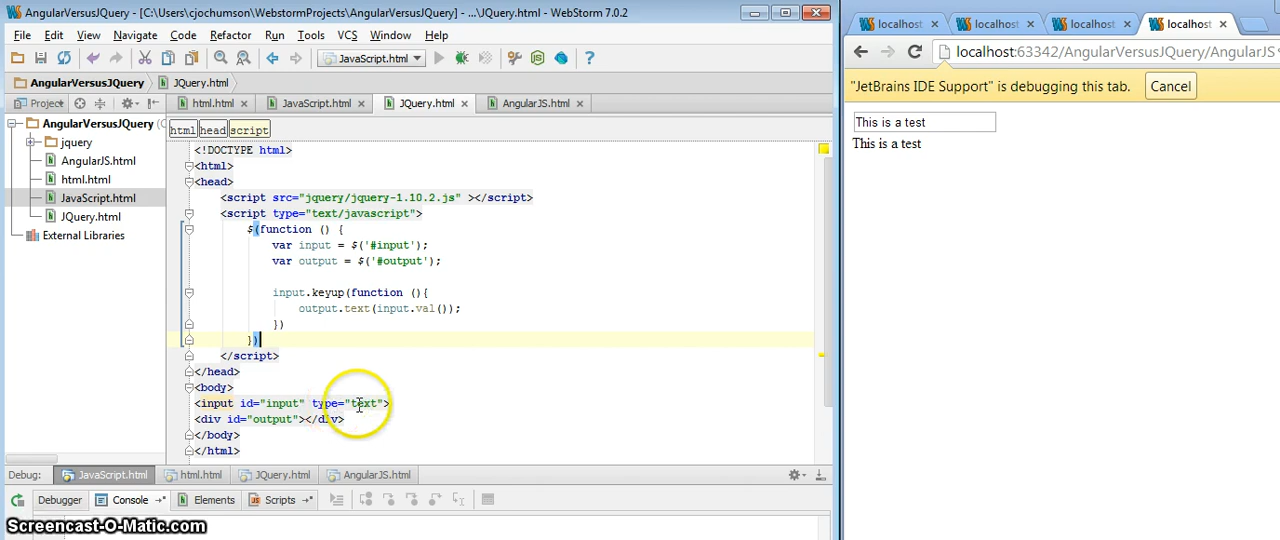 AngularVersusJQuery - [C:\Users\cjochumson\WebstormProjects\AngularVersusJQuery] - ...\JQuery.html - WebStorm 7.0.2
File Edit View Navigate Code Refactor Run Tools VCS Window Help
JavaScript.html
AngularVersusJQuery JQuery.html
Project html.html JavaScript.html JQuery.html AngularJS.html
AngularVersusJQuery (C
jquery
AngularJS.html
html.html
JavaScript.html
JQuery.html
External Libraries
html head script
<!DOCTYPE html>
<html>
<head>
<script src="jquery/jquery-1.10.2.js" ></script>
<script type="text/javascript">
$(function () {
var input = $('#input');
var output = $('#output');
input.keyup(function (){
output.text(input.val());
})
})
</script>
</head>
<body>
<input id="input" type="text">
<div id="output"></div>
</body>
</html>
Debug: JavaScript.html html.html JQuery.html AngularJS.html
Debugger Console Elements Scripts
Screencast-O-Matic.com
localhost: localhost: localhost: localhost:
localhost:63342/AngularVersusJQuery/AngularJS
"JetBrains IDE Support" is debugging this tab. Cancel
This is a test
This is a test